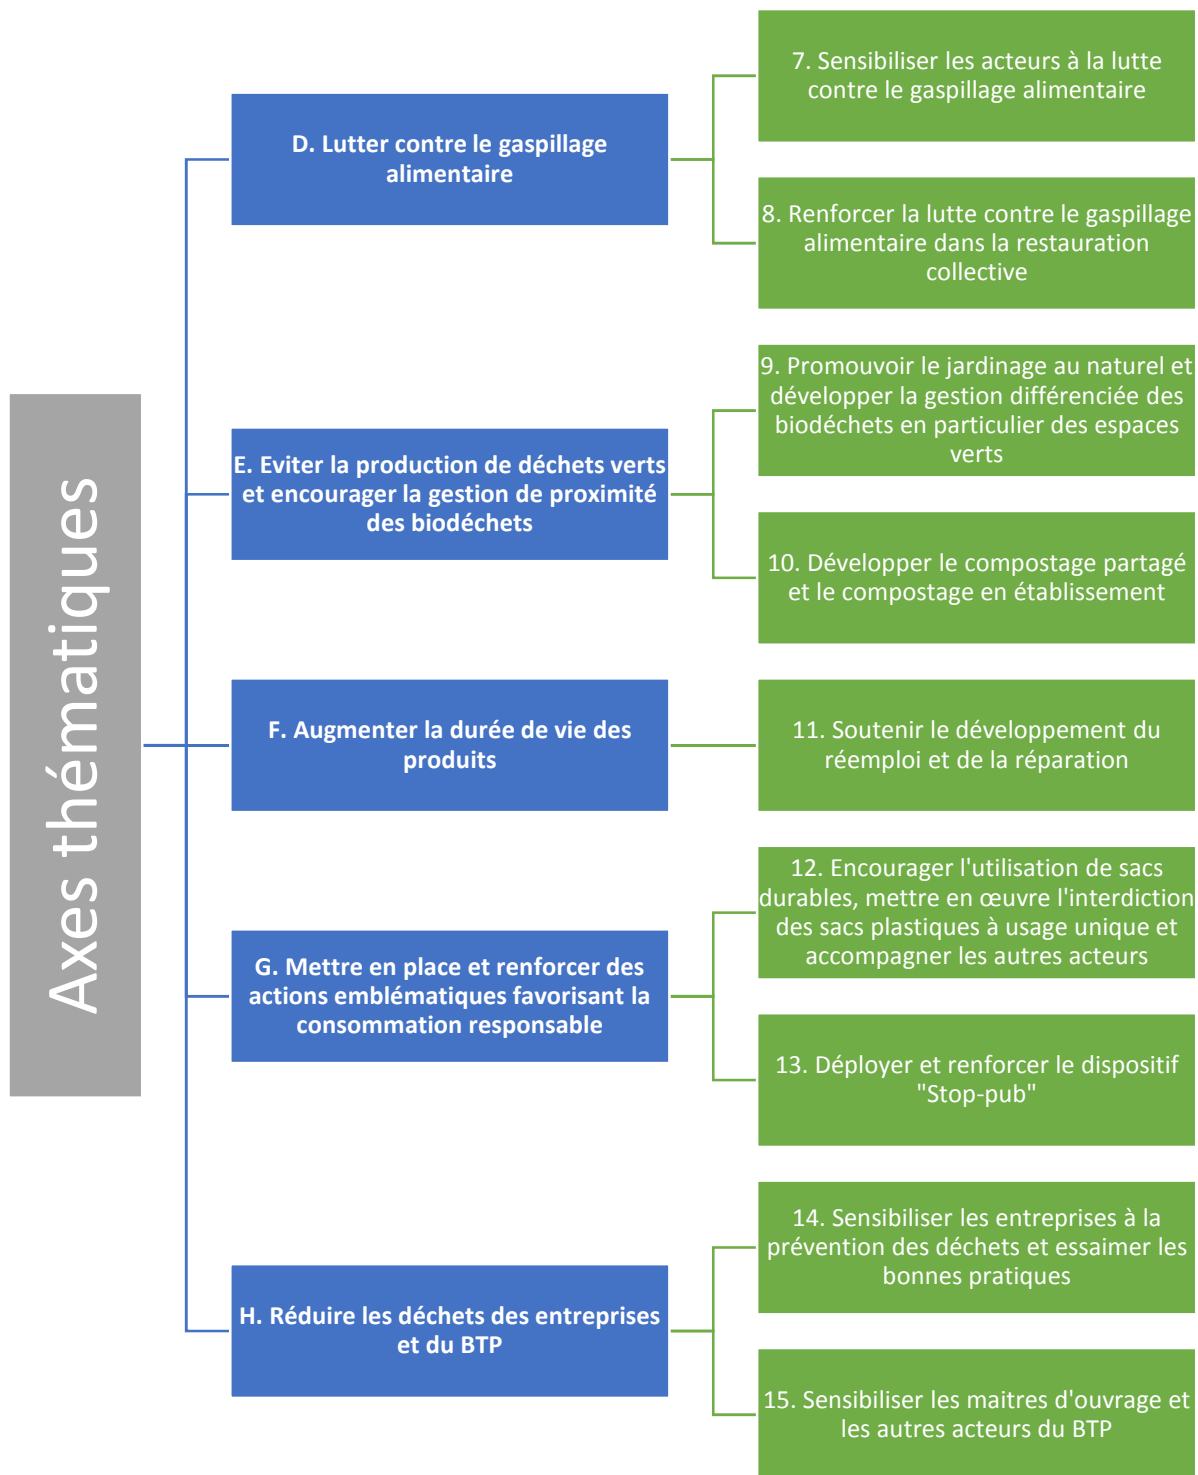 Axes thématiques
D. Lutter contre le gaspillage
alimentaire
7. Sensibiliser les acteurs à la lutte
contre le gaspillage alimentaire
8. Renforcer la lutte contre le gaspillage
alimentaire dans la restauration
collective
E. Eviter la production de déchets verts
et encourager la gestion de proximité
des biodéchets
9. Promouvoir le jardinage au naturel et
développer la gestion différenciée des
biodéchets en particulier des espaces
verts
10. Développer le compostage partagé
et le compostage en établissement
F. Augmenter la durée de vie des
produits
11. Soutenir le développement du
réemploi et de la réparation
G. Mettre en place et renforcer des
actions emblématiques favorisant la
consommation responsable
12. Encourager l'utilisation de sacs
durables, mettre en œuvre l'interdiction
des sacs plastiques à usage unique et
accompagner les autres acteurs
13. Déployer et renforcer le dispositif
"Stop-pub"
H. Réduire les déchets des entreprises
et du BTP
14. Sensibiliser les entreprises à la
prévention des déchets et essaimer les
bonnes pratiques
15. Sensibiliser les maitres d'ouvrage et
les autres acteurs du BTP